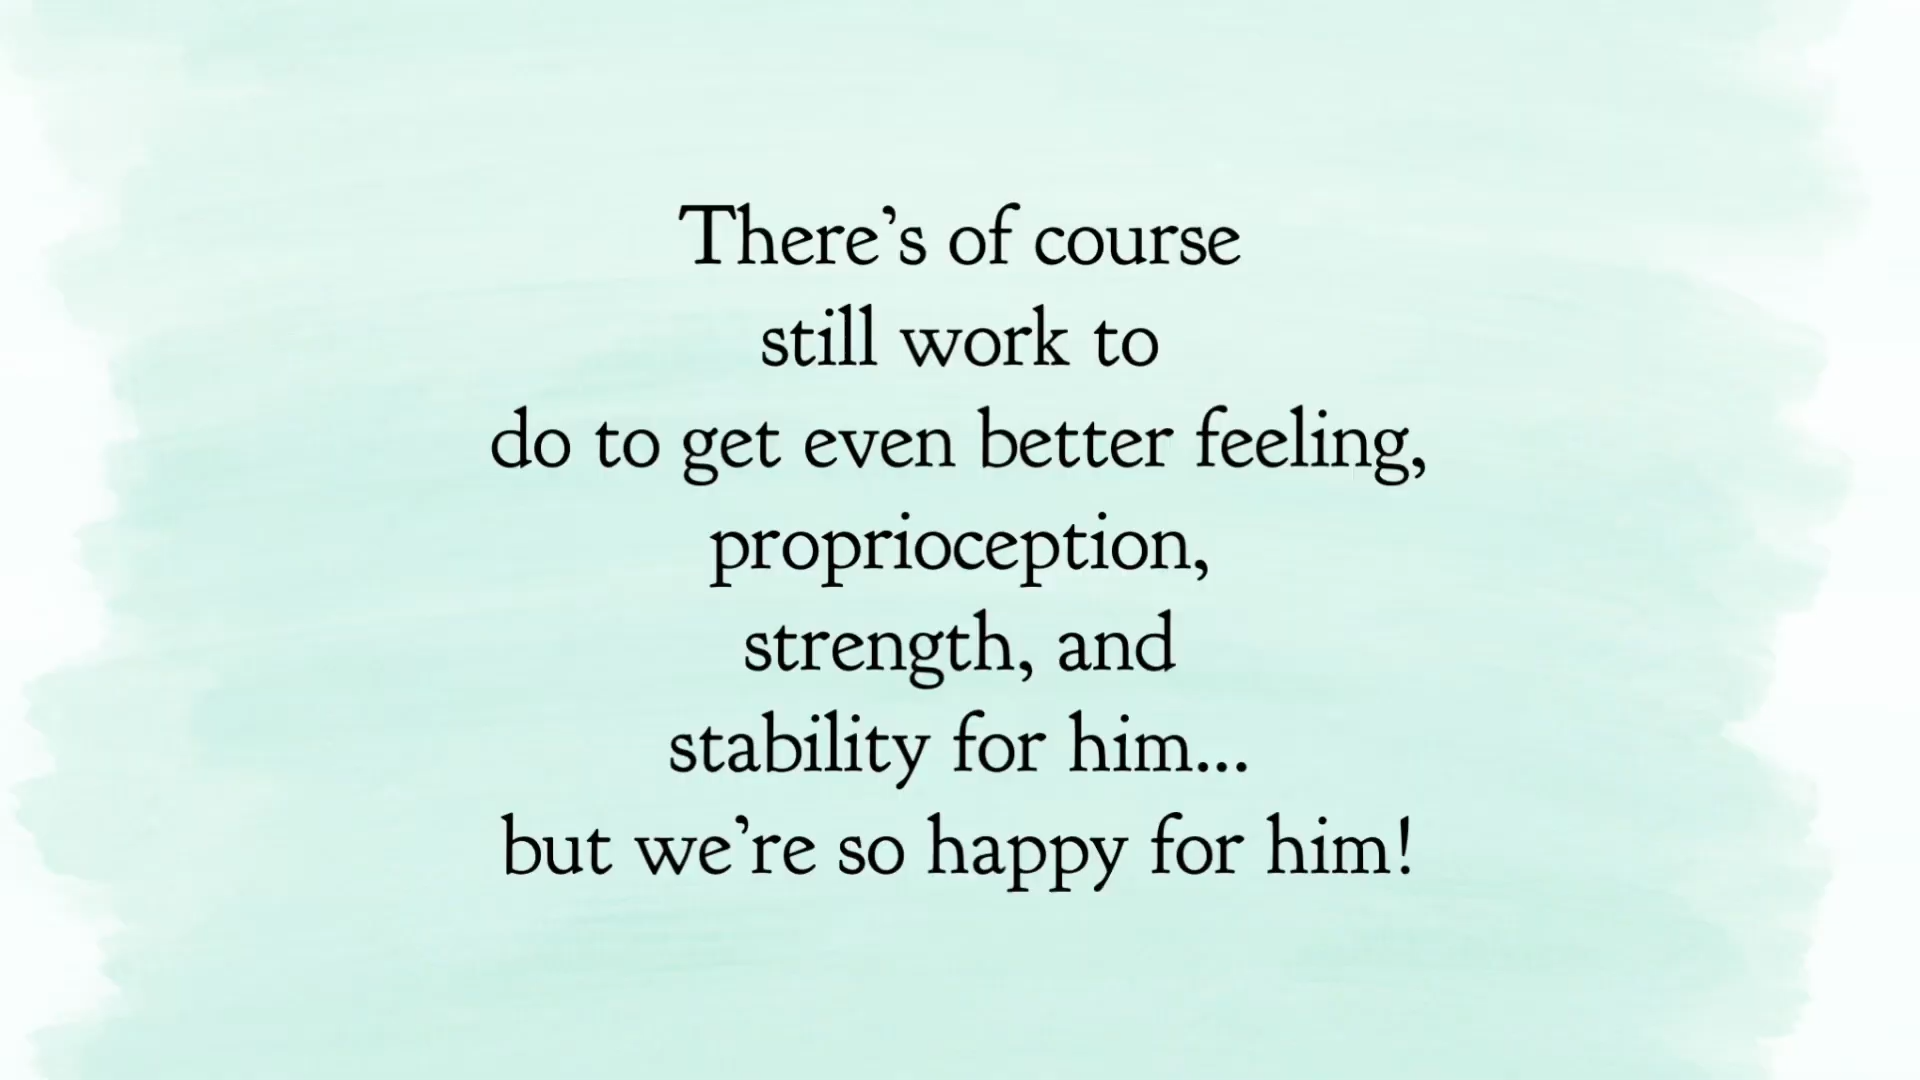 There’s of course
still work to
do to get even better feeling,
proprioception,
strength, and
stability for him...
but we’re so happy for him!